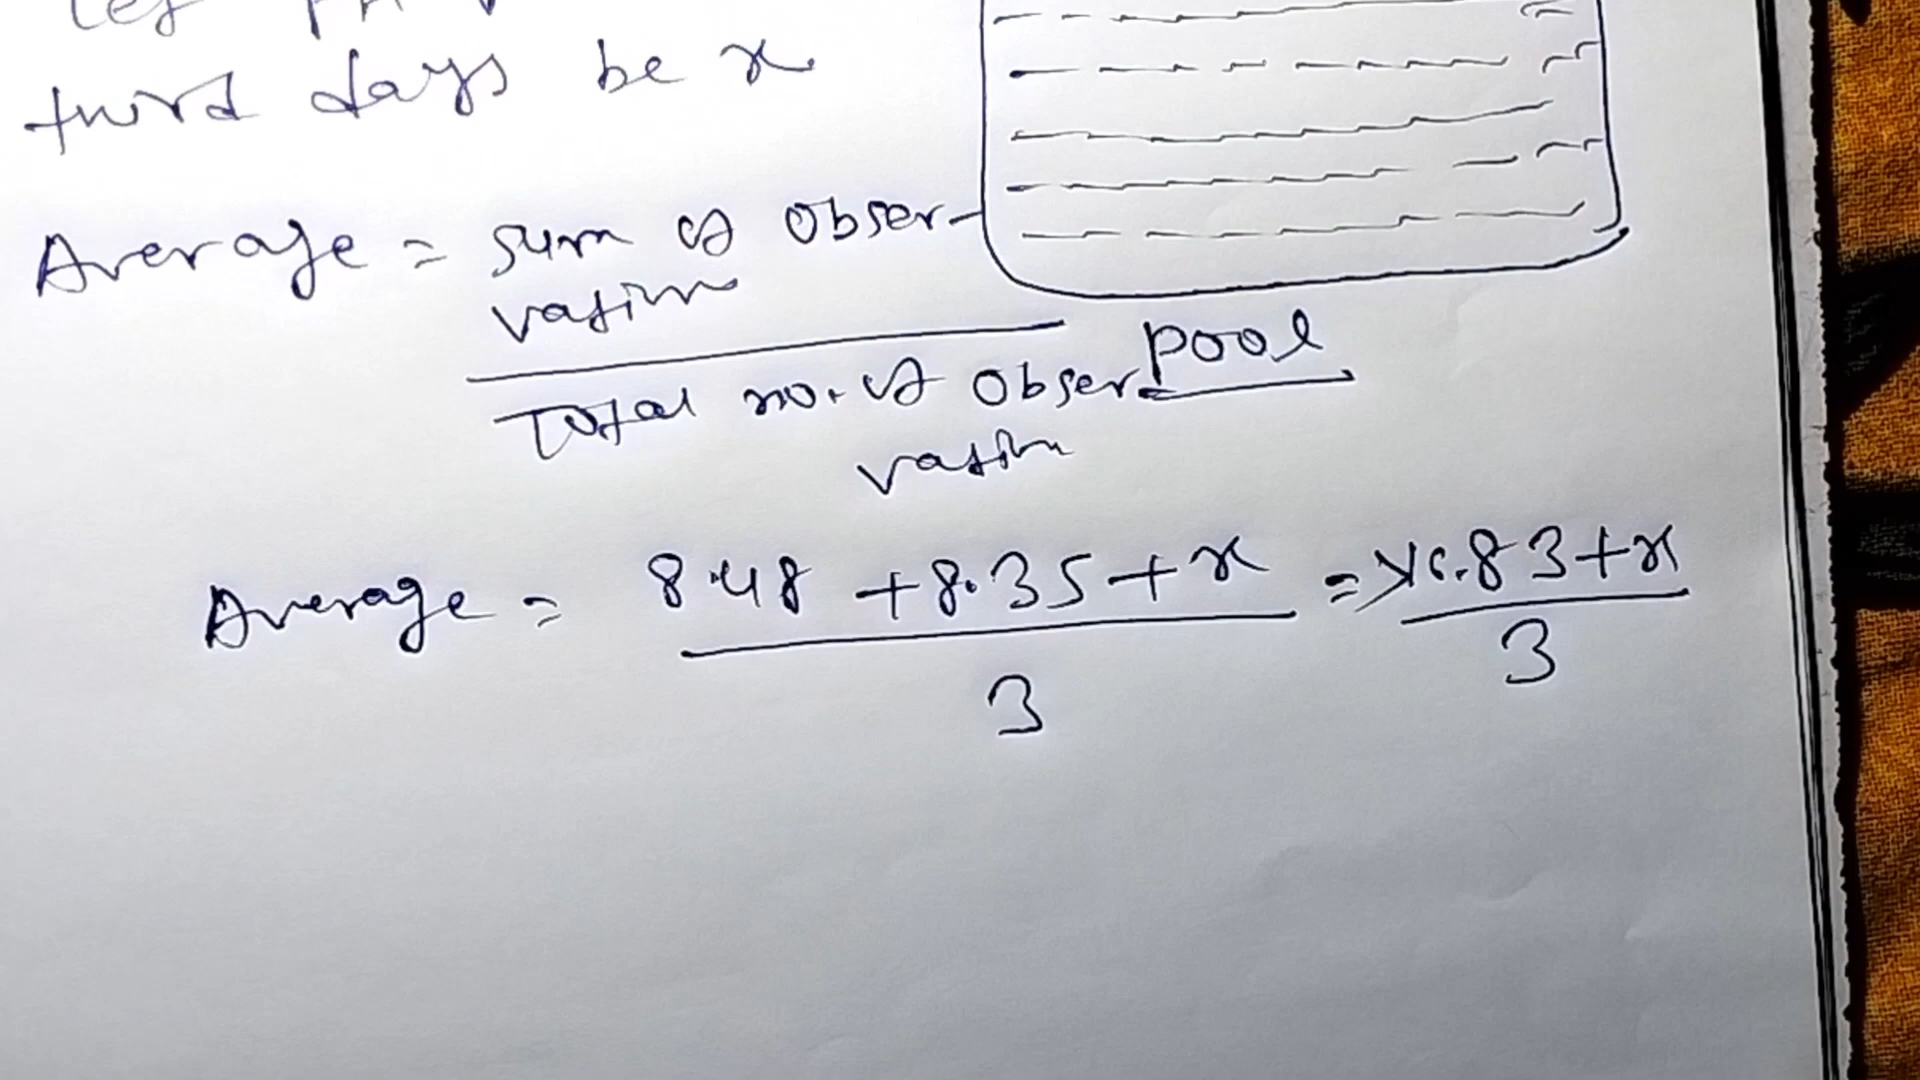 third days be x
Average = sum of Obser-
vation
Total no. of Obser-
vation
pool
Average = 8.48 + 8.35 + x = 16.83 + x
3
3